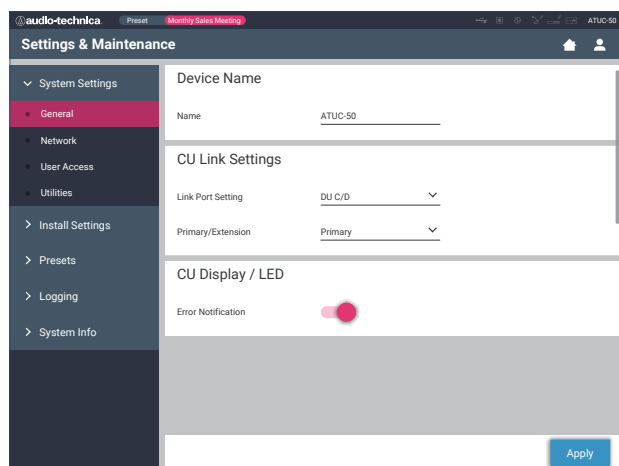 audio-technica. Preset Monthly Sales Meeting ATUC-50
Settings & Maintenance
System Settings
General
Network
User Access
Utilities
Install Settings
Presets
Logging
System Info
Device Name
Name ATUC-50
CU Link Settings
Link Port Setting DU C/D
Primary/Extension Primary
CU Display / LED
Error Notification
Apply